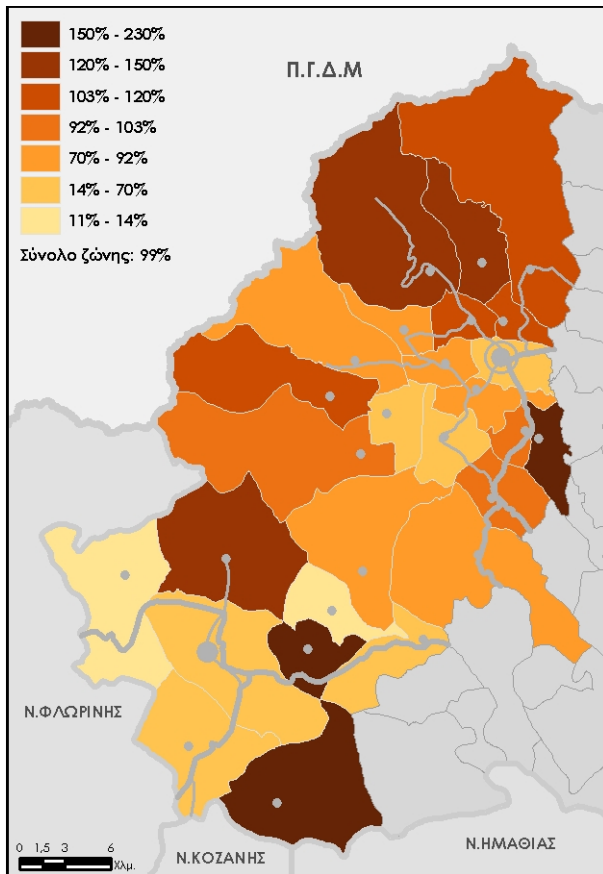 150% - 230%
120% - 150%
103% - 120%
92% - 103%
70% - 92%
14% - 70%
11% - 14%
Σύνολο ζώνης: 99%
Π.Γ.Δ.Μ
Ν.ΦΛΩΡΙΝΗΣ
Ν.ΚΟΖΑΝΗΣ
Ν.ΗΜΑΘΙΑΣ
0 1,5 3 6
Χλμ.